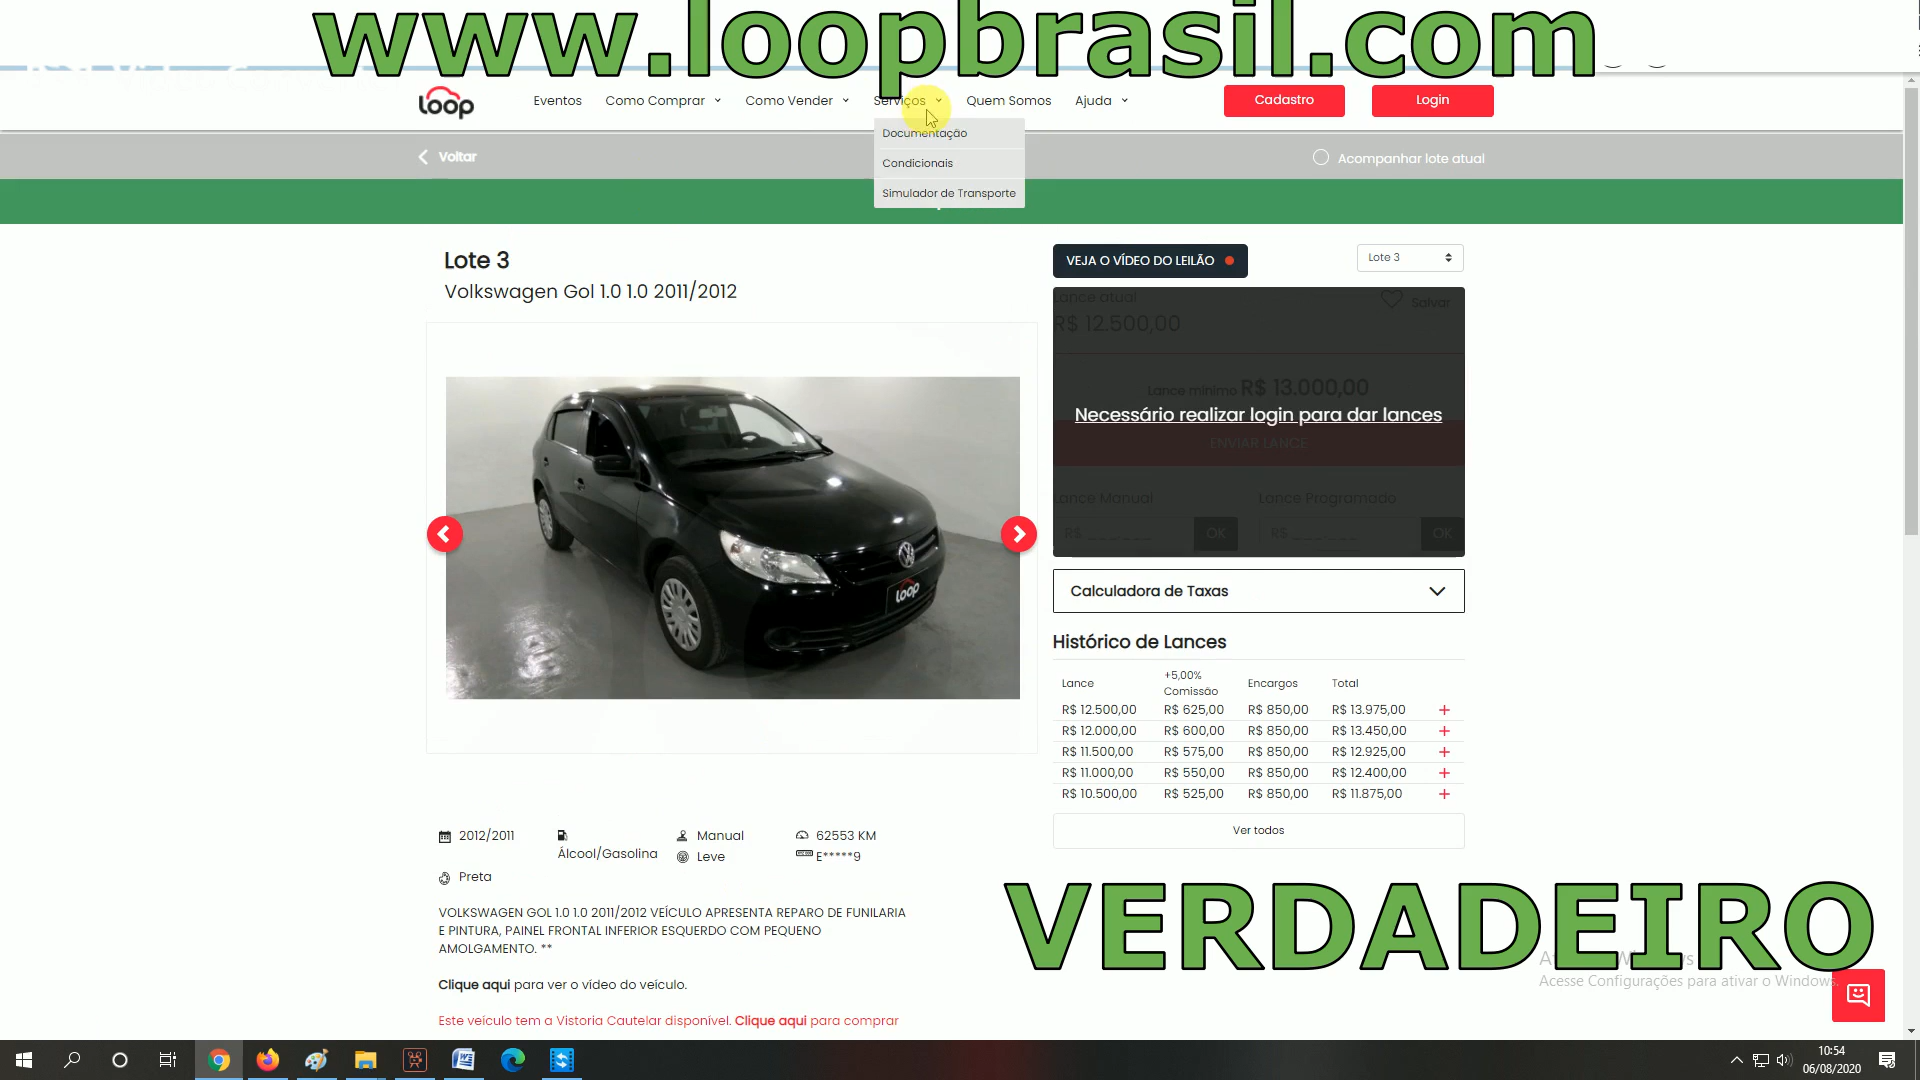 www.loopbrasil.com
loop
Eventos
Como Comprar
Como Vender
Serviços
Quem Somos
Ajuda
Cadastro
Login
Documentação
Condicionais
Simulador de Transporte
Voltar
Acompanhar lote atual
Lote 3
Volkswagen Gol 1.0 1.0 2011/2012
VEJA O VÍDEO DO LEILÃO
Lote 3
Lance atual
Salvar
R$ 12.500,00
Lance mínimo R$ 13.000,00
Necessário realizar login para dar lances
ENVIAR LANCE
Lance Manual
Lance Programado
R$ __.___,__ OK
R$ __.___,__ OK
loop
Calculadora de Taxas
Histórico de Lances
Lance +5,00% Comissão Encargos Total
R$ 12.500,00 R$ 625,00 R$ 850,00 R$ 13.975,00 +
R$ 12.000,00 R$ 600,00 R$ 850,00 R$ 13.450,00 +
R$ 11.500,00 R$ 575,00 R$ 850,00 R$ 12.925,00 +
R$ 11.000,00 R$ 550,00 R$ 850,00 R$ 12.400,00 +
R$ 10.500,00 R$ 525,00 R$ 850,00 R$ 11.875,00 +
Ver todos
2012/2011
Álcool/Gasolina
Manual
Leve
62553 KM
E*****9
Preta
VOLKSWAGEN GOL 1.0 1.0 2011/2012 VEÍCULO APRESENTA REPARO DE FUNILARIA
E PINTURA, PAINEL FRONTAL INFERIOR ESQUERDO COM PEQUENO
AMOLGAMENTO. **
Clique aqui para ver o vídeo do veículo.
Este veículo tem a Vistoria Cautelar disponível. Clique aqui para comprar
VERDADEIRO
Acesse Configurações para ativar o Windows.
10:54
06/08/2020